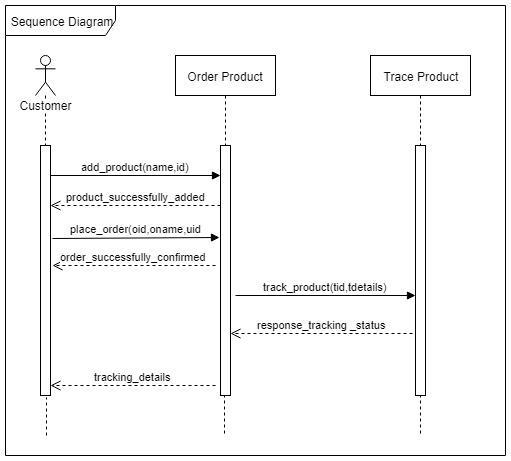 Sequence Diagram
Customer
Order Product
Trace Product
add_product(name,id)
product_successfully_added
place_order(oid,oname,uid
order_successfully_confirmed
track_product(tid,tdetails)
response_tracking _status
tracking_details